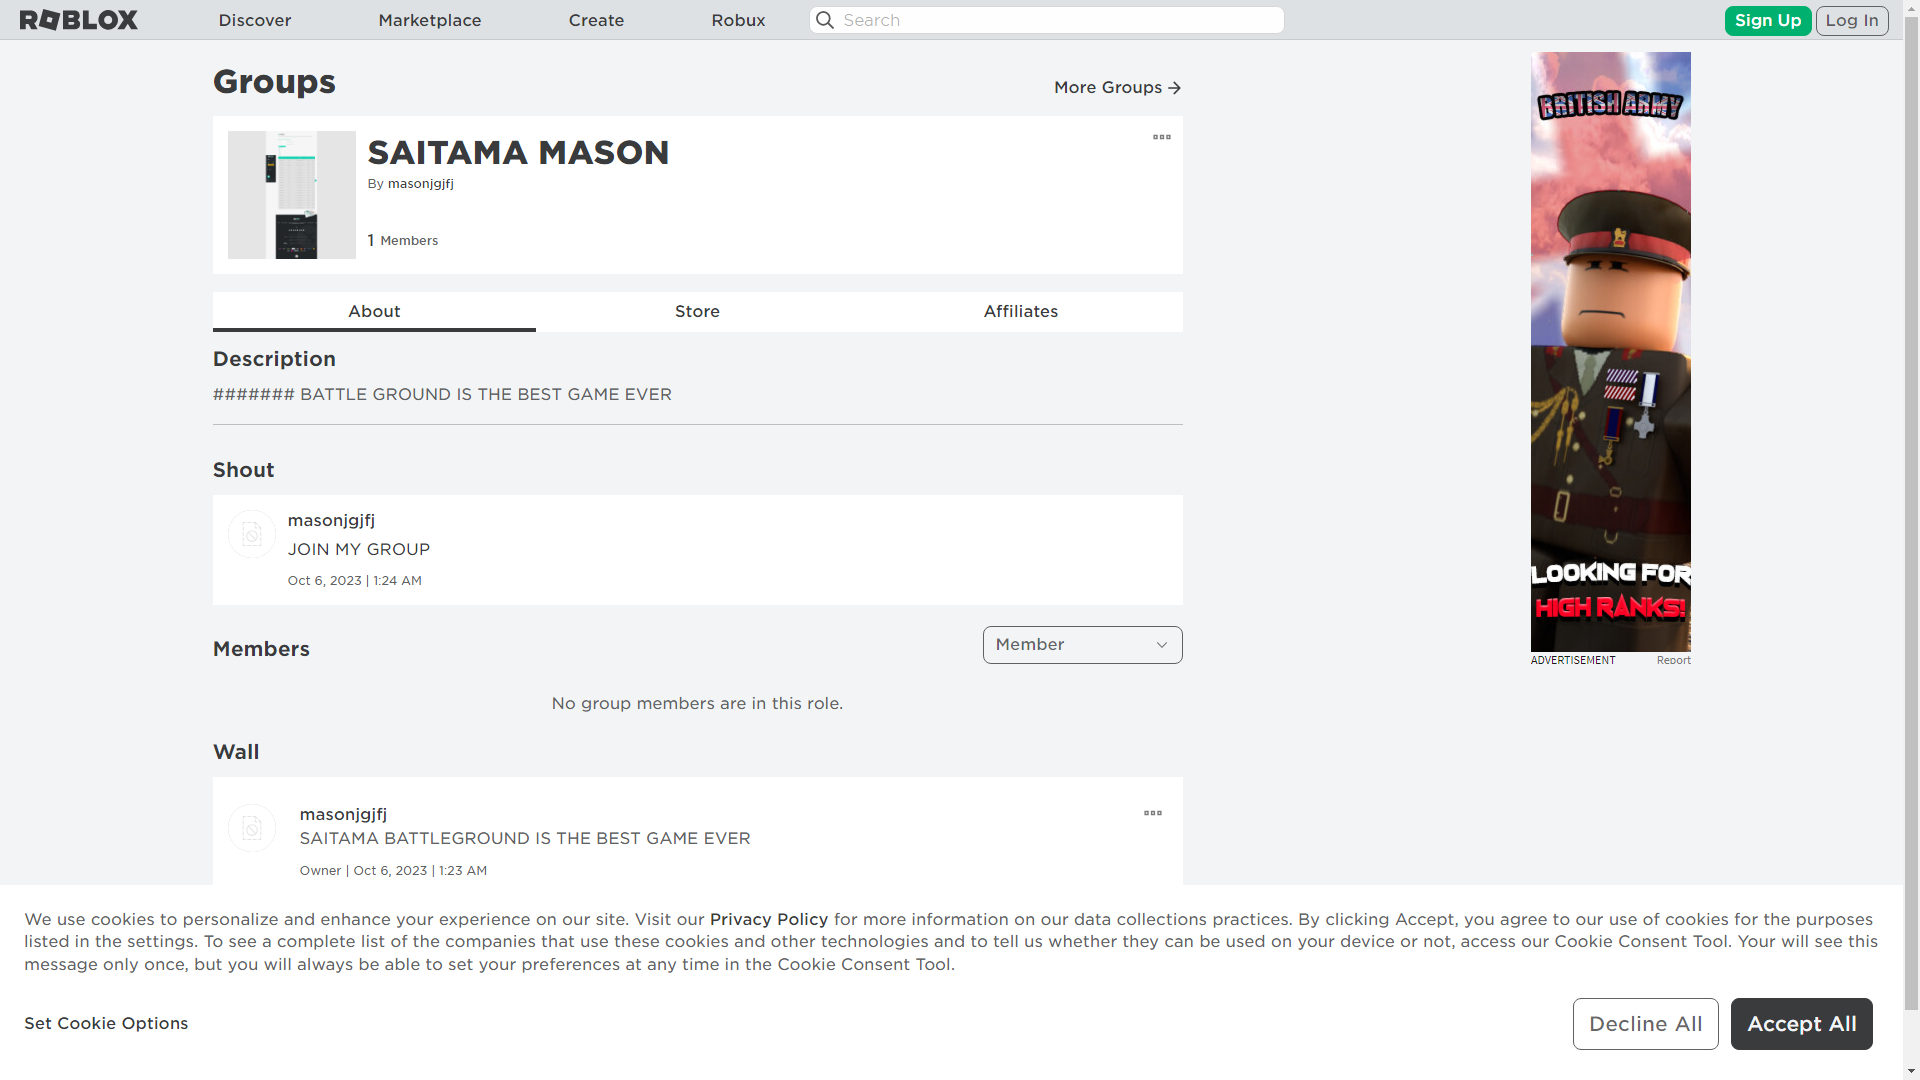 ROBLOX
Discover
Marketplace
Create
Robux
Search
Sign Up
Log In
Groups
More Groups
SAITAMA MASON
By masonjgjfj
1 Members
About
Store
Affiliates
Description
####### BATTLE GROUND IS THE BEST GAME EVER
Shout
masonjgjfj
JOIN MY GROUP
Oct 6, 2023 | 1:24 AM
Members
Member
No group members are in this role.
Wall
masonjgjfj
SAITAMA BATTLEGROUND IS THE BEST GAME EVER
Owner | Oct 6, 2023 | 1:23 AM
BRITISH ARMY
LOOKING FOR
HIGH RANKS!
ADVERTISEMENT
Report
We use cookies to personalize and enhance your experience on our site. Visit our Privacy Policy for more information on our data collections practices. By clicking Accept, you agree to our use of cookies for the purposes
listed in the settings. To see a complete list of the companies that use these cookies and other technologies and to tell us whether they can be used on your device or not, access our Cookie Consent Tool. Your will see this
message only once, but you will always be able to set your preferences at any time in the Cookie Consent Tool.
Set Cookie Options
Decline All
Accept All